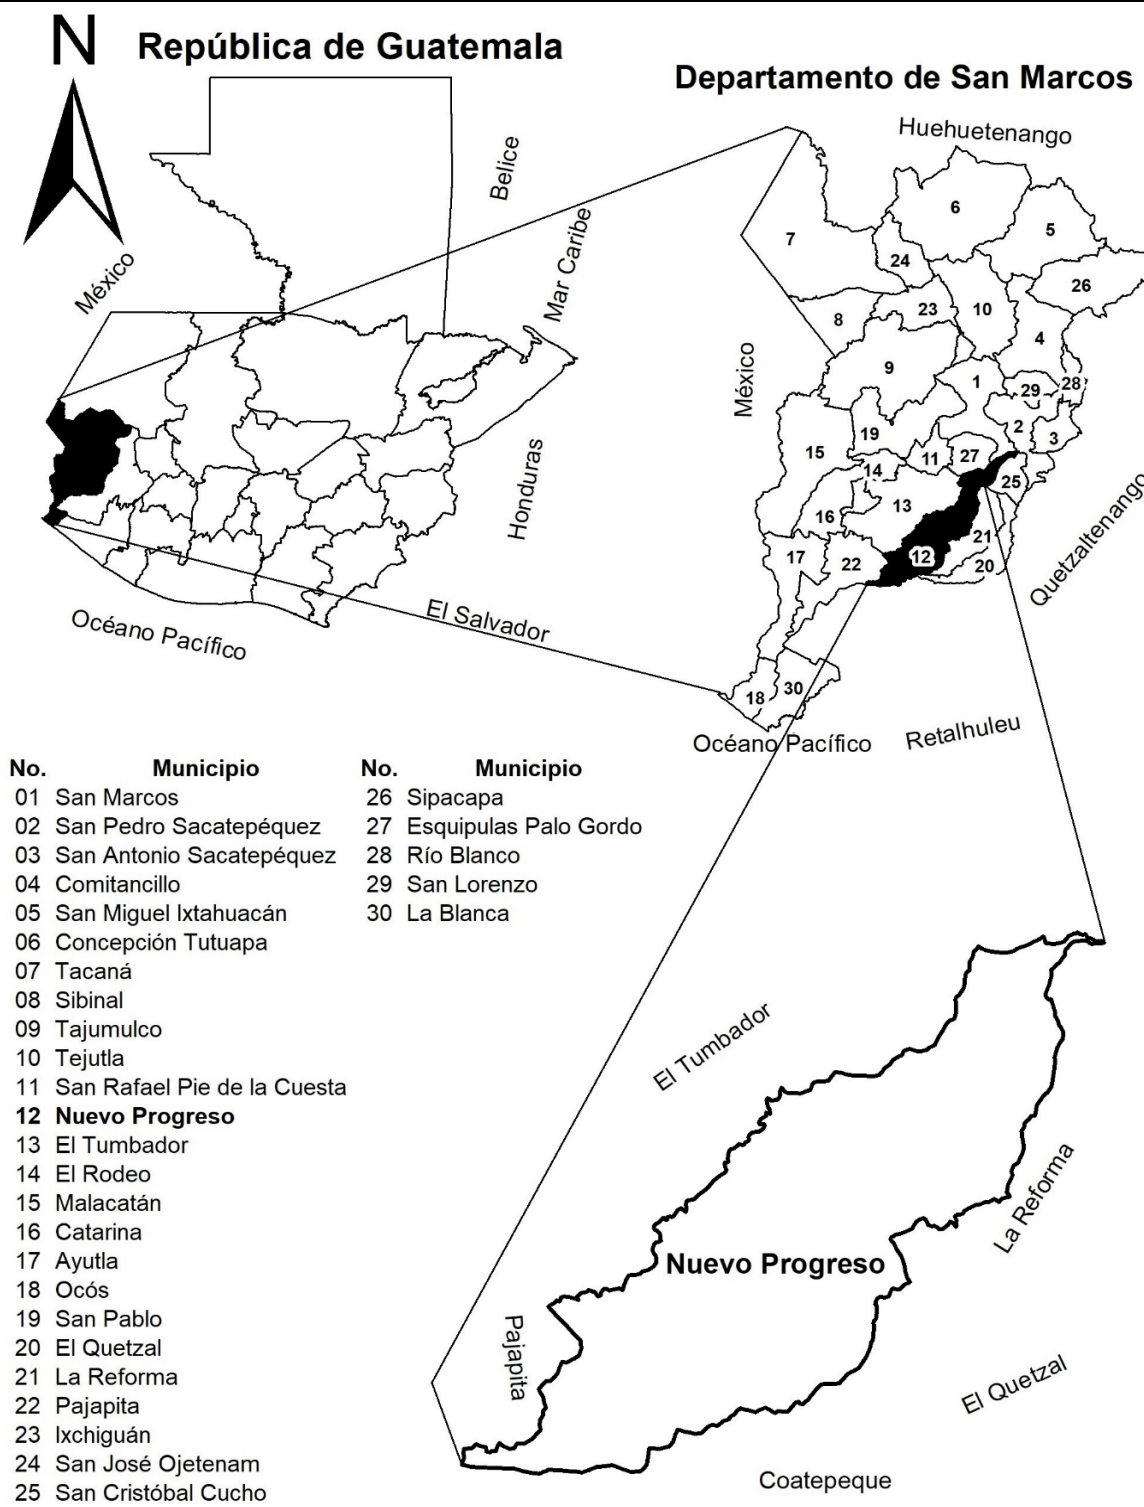 N
República de Guatemala
Departamento de San Marcos
Huehuetenango
Belice
Mar Caribe
México
México
Honduras
Quetzaltenango
El Salvador
Océano Pacífico
Océano Pacífico
Retalhuleu
6
5
7
24
26
8
23
10
4
9
1
29
28
2
3
19
15
11
27
14
25
13
16
21
17
22
12
20
18
30
No. Municipio
01 San Marcos
02 San Pedro Sacatepéquez
03 San Antonio Sacatepéquez
04 Comitancillo
05 San Miguel Ixtahuacán
06 Concepción Tutuapa
07 Tacaná
08 Sibinal
09 Tajumulco
10 Tejutla
11 San Rafael Pie de la Cuesta
12 Nuevo Progreso
13 El Tumbador
14 El Rodeo
15 Malacatán
16 Catarina
17 Ayutla
18 Ocós
19 San Pablo
20 El Quetzal
21 La Reforma
22 Pajapita
23 Ixchiguán
24 San José Ojetenam
25 San Cristóbal Cucho
No. Municipio
26 Sipacapa
27 Esquipulas Palo Gordo
28 Río Blanco
29 San Lorenzo
30 La Blanca
El Tumbador
La Reforma
Nuevo Progreso
Pajapita
El Quetzal
Coatepeque